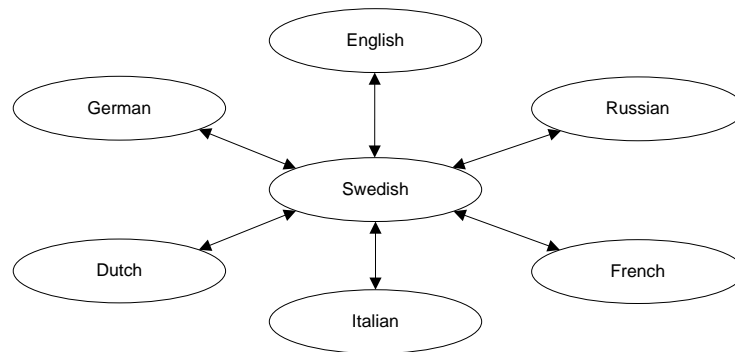 English
German
Russian
Swedish
Dutch
French
Italian